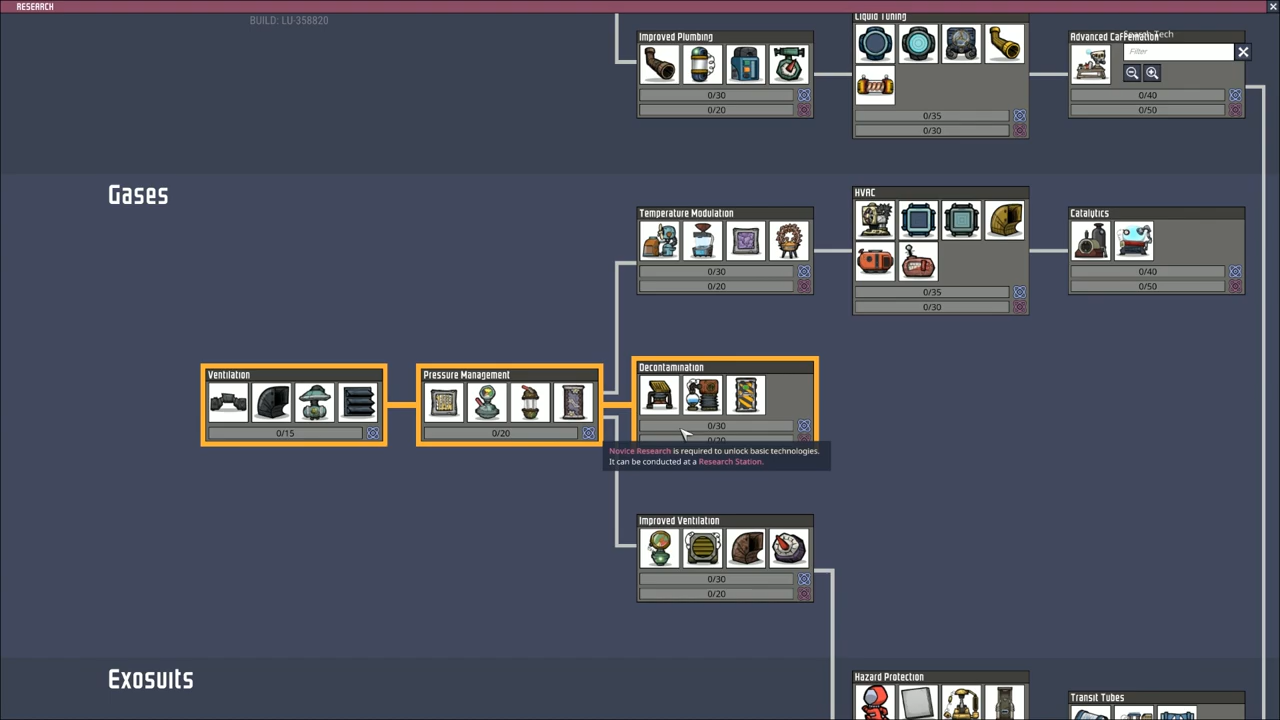 RESEARCH
BUILD: LU-358820
Liquid Tuning
Improved Plumbing
Advanced Caffeination
Search Tech
Filter
0/30
0/20
0/35
0/30
0/40
0/50
Gases
Temperature Modulation
0/30
0/20
HVAC
0/35
0/30
Catalytics
0/40
0/50
Ventilation
0/15
Pressure Management
0/20
Decontamination
0/30
0/20
Novice Research is required to unlock basic technologies.
It can be conducted at a Research Station.
Improved Ventilation
0/30
0/20
Exosuits
Hazard Protection
Transit Tubes